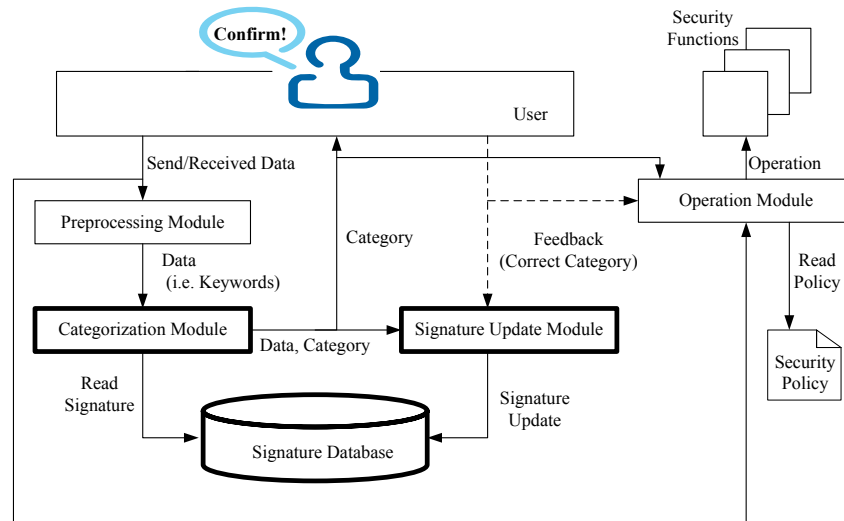 Confirm!
Security
Functions
User
Send/Received Data
Operation
Preprocessing Module
Operation Module
Category
Feedback
(Correct Category)
Data
(i.e. Keywords)
Read
Policy
Categorization Module
Data, Category
Signature Update Module
Security
Policy
Read
Signature
Signature
Update
Signature Database